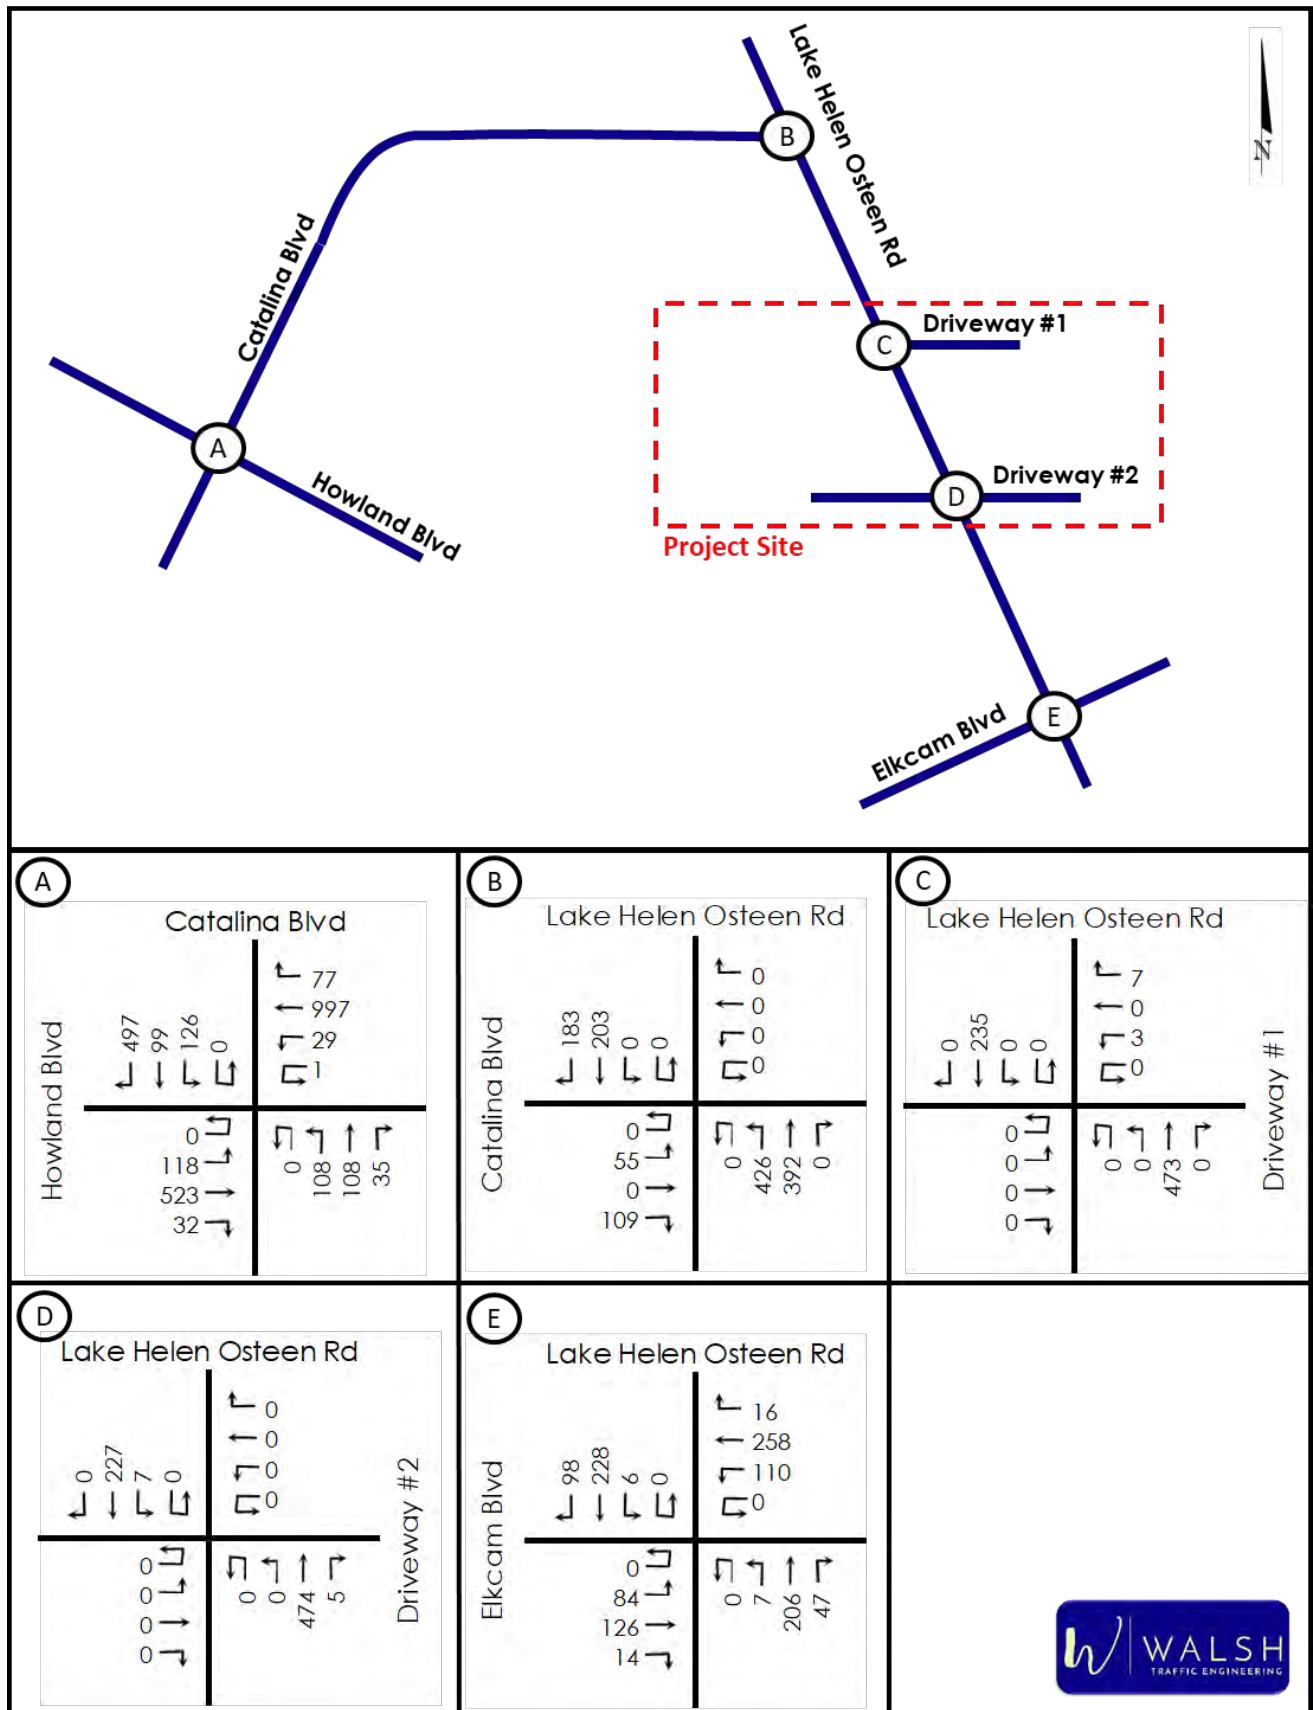 Lake Helen Osteen Rd
N
B
Catalina Blvd
C
Driveway #1
A
Howland Blvd
D
Driveway #2
Project Site
E
Elkcam Blvd
A
Catalina Blvd
Howland Blvd
497
99
126
0
77
997
29
1
0
118
523
32
0
108
108
35
B
Lake Helen Osteen Rd
Catalina Blvd
183
203
0
0
0
0
0
0
0
55
0
109
0
426
392
0
C
Lake Helen Osteen Rd
Driveway #1
0
235
0
0
7
0
3
0
0
0
0
0
0
0
473
0
D
Lake Helen Osteen Rd
Driveway #2
0
227
7
0
0
0
0
0
0
0
0
0
0
0
474
5
E
Lake Helen Osteen Rd
Elkcam Blvd
98
228
6
0
16
258
110
0
0
84
126
14
0
7
206
47
W WALSH
TRAFFIC ENGINEERING